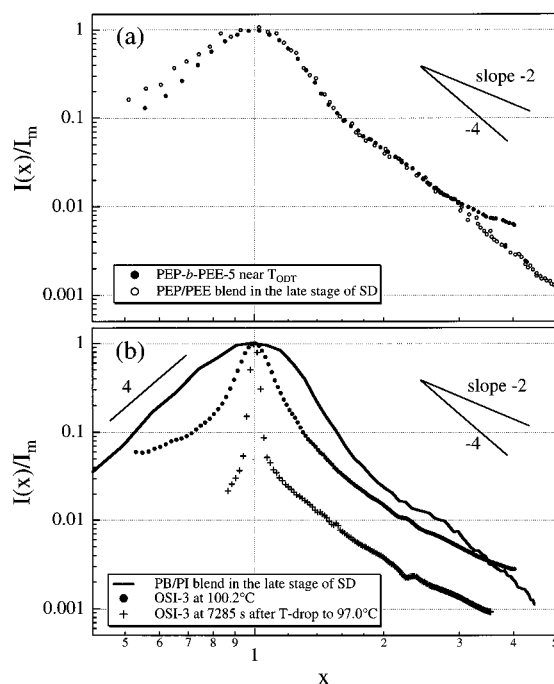 (a)
1
0.1
0.01
0.001
I(x)/Iₘ
slope -2
-4
● PEP-b-PEE-5 near T_ODT
○ PEP/PEE blend in the late stage of SD
(b)
1
0.1
0.01
0.001
I(x)/Iₘ
4
slope -2
-4
PB/PI blend in the late stage of SD
● OSI-3 at 100.2°C
+ OSI-3 at 7285 s after T-drop to 97.0°C
5 6 7 8 9 1 2 3 4 5
x